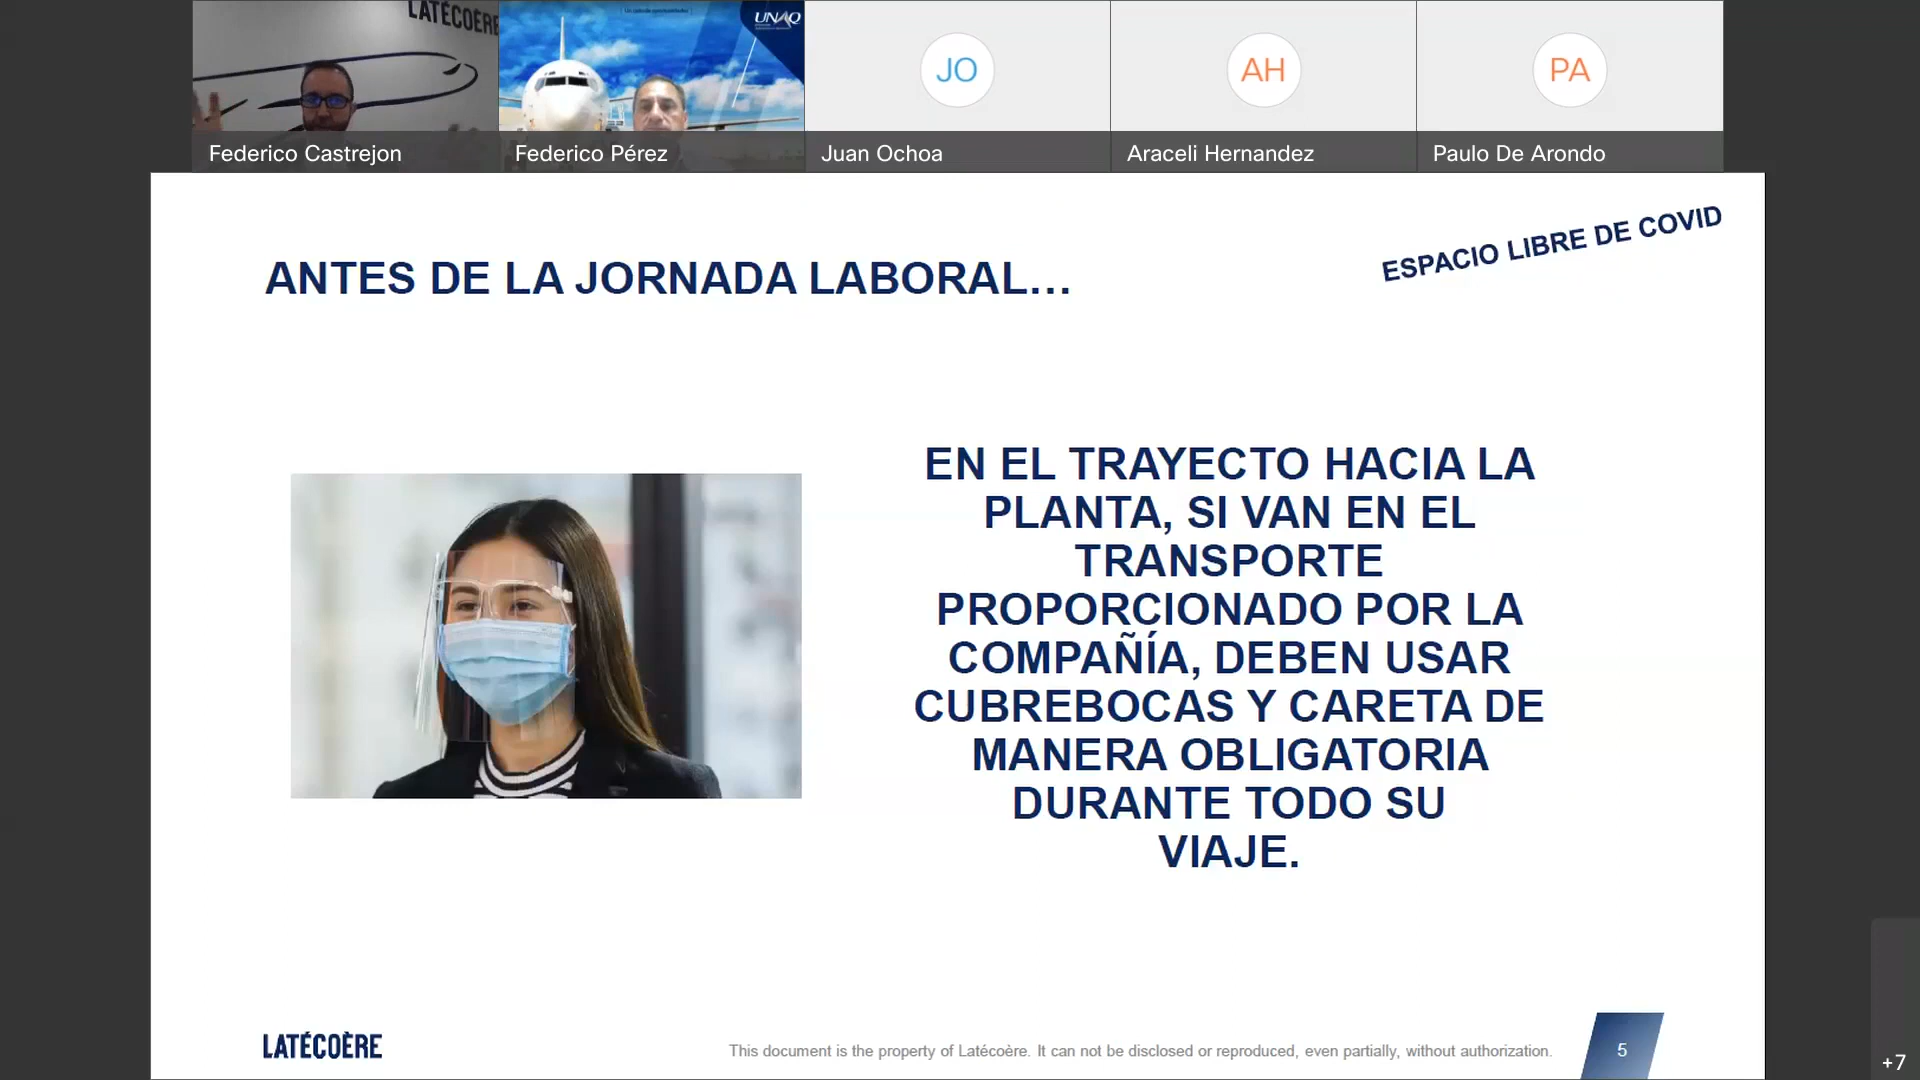 LATÉCOÈRE
UNAQ
JO
AH
PA
Federico Castrejon
Federico Pérez
Juan Ochoa
Araceli Hernandez
Paulo De Arondo
ESPACIO LIBRE DE COVID
ANTES DE LA JORNADA LABORAL...
EN EL TRAYECTO HACIA LA
PLANTA, SI VAN EN EL
TRANSPORTE
PROPORCIONADO POR LA
COMPAÑÍA, DEBEN USAR
CUBREBOCAS Y CARETA DE
MANERA OBLIGATORIA
DURANTE TODO SU
VIAJE.
LATÉCOÈRE
This document is the property of Latécoère. It can not be disclosed or reproduced, even partially, without authorization.
5
+7